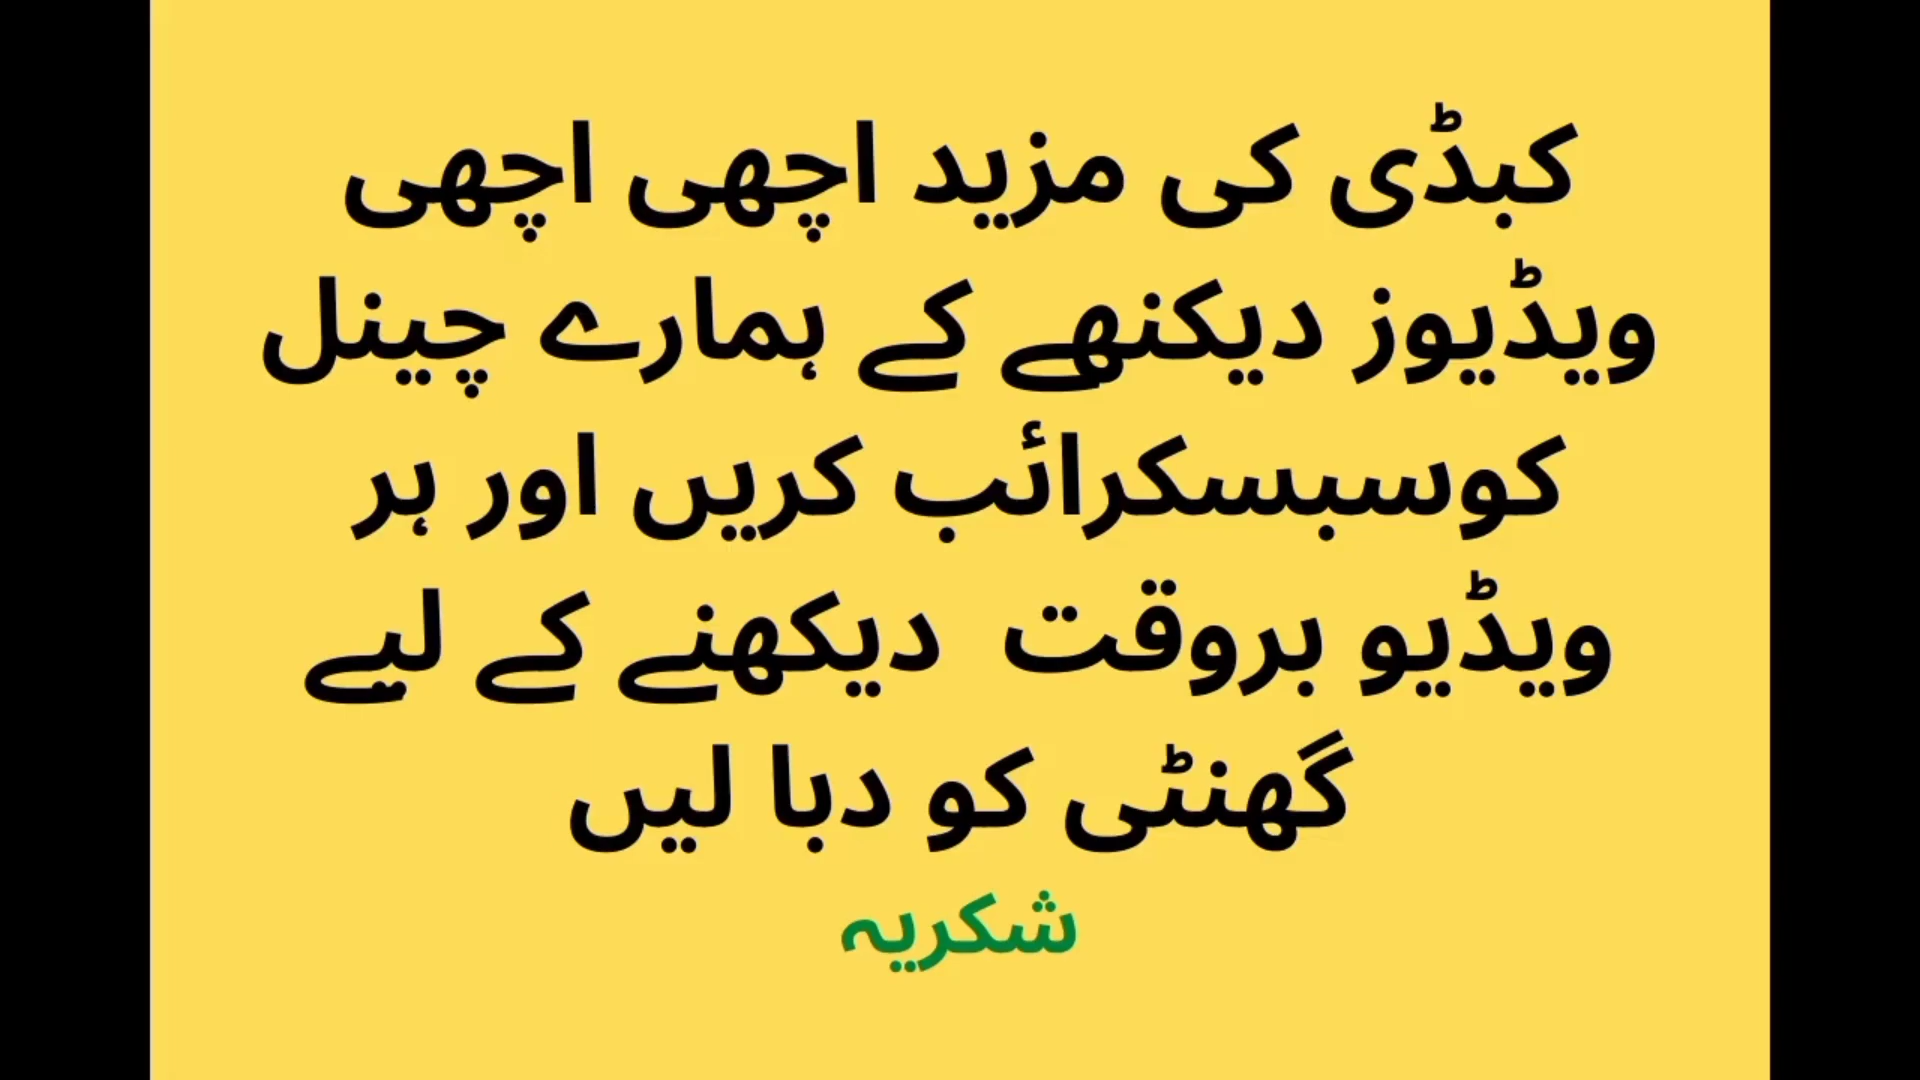 کبڈی کی مزید اچھی اچھی
ویڈیوز دیکنھے کے ہمارے چینل
کوسبسکرائب کریں اور ہر
ویڈیو بروقت دیکھنے کے لیے
گھنٹی کو دبا لیں
شکریہ